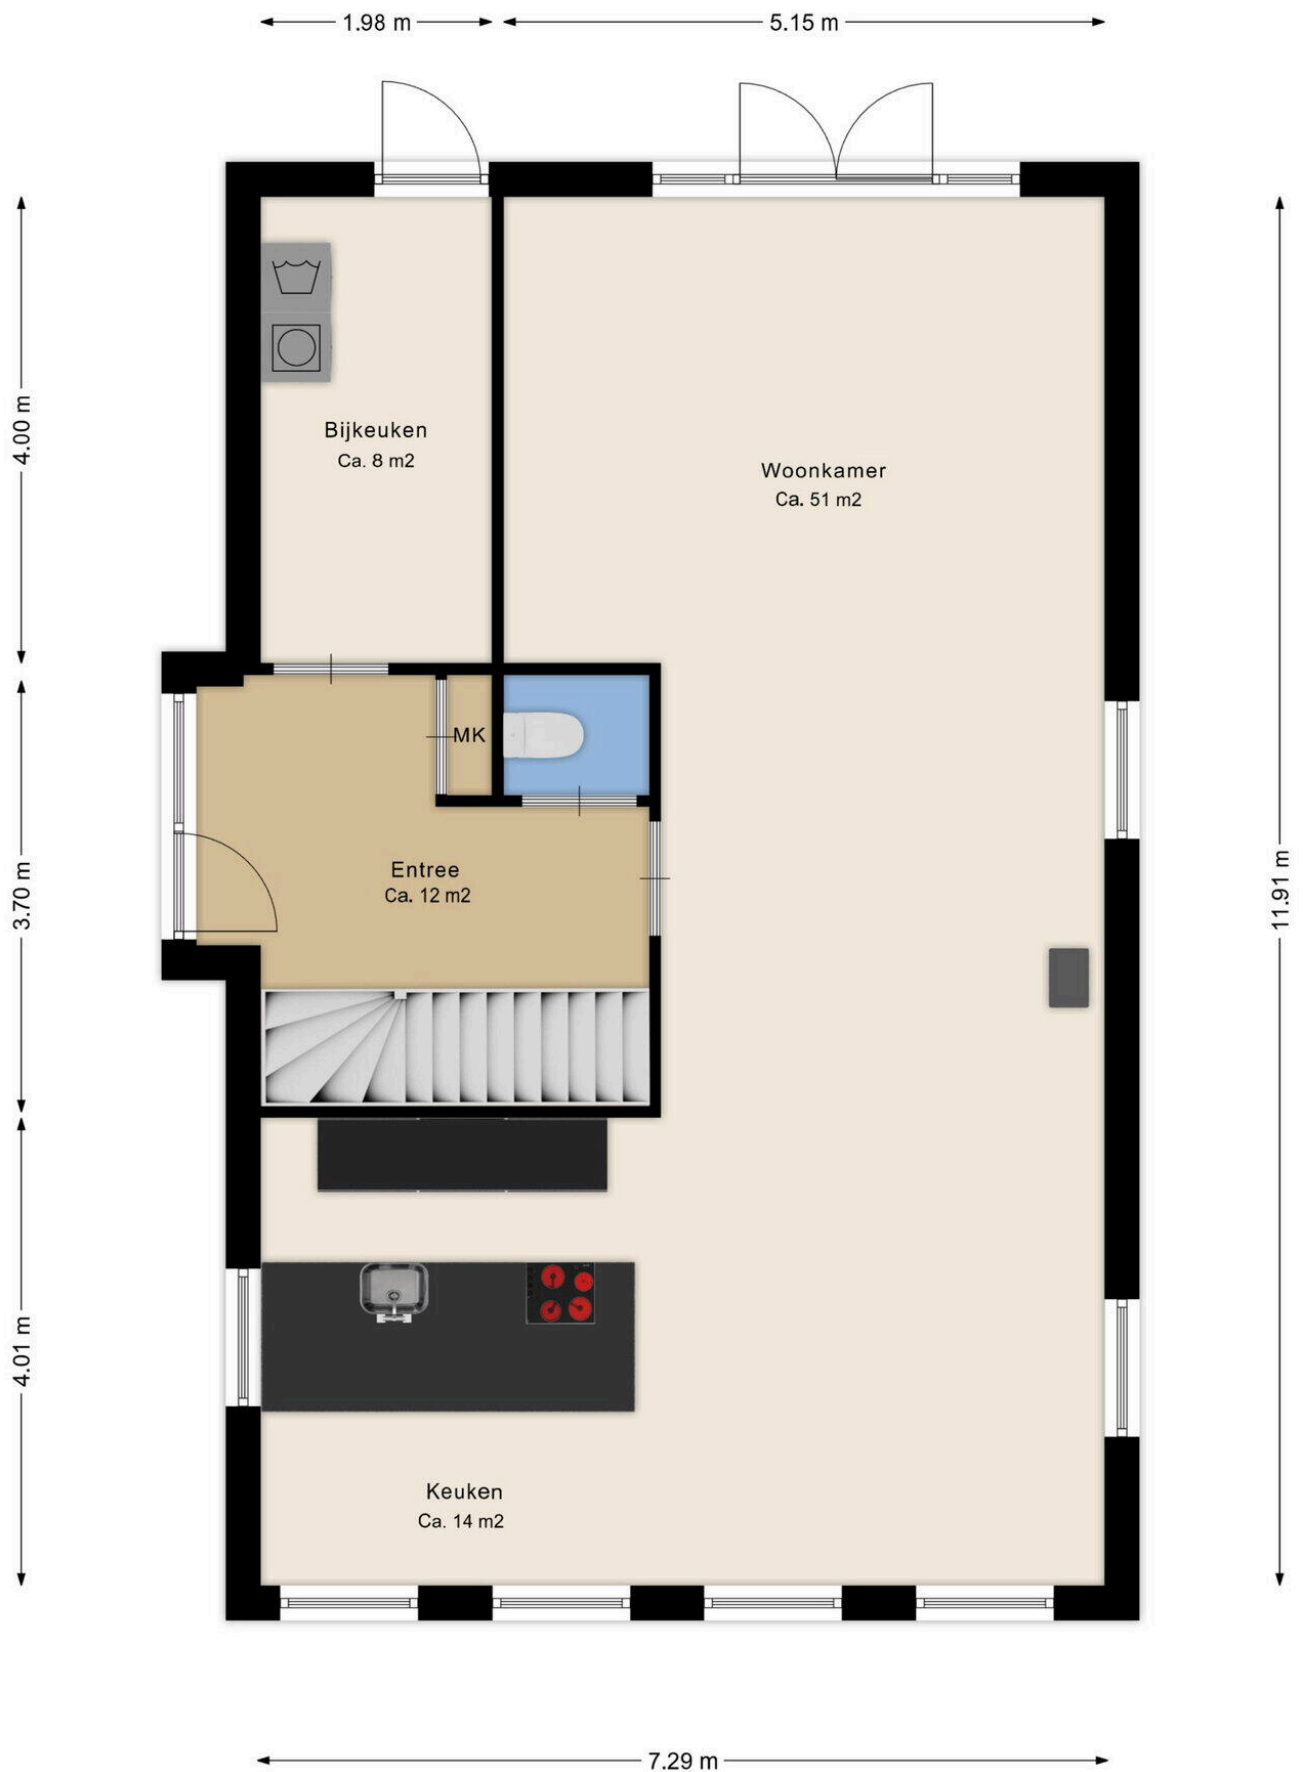 1.98 m
5.15 m
4.00 m
Bijkeuken
Ca. 8 m2
Woonkamer
Ca. 51 m2
MK
3.70 m
Entree
Ca. 12 m2
11.91 m
4.01 m
Keuken
Ca. 14 m2
7.29 m